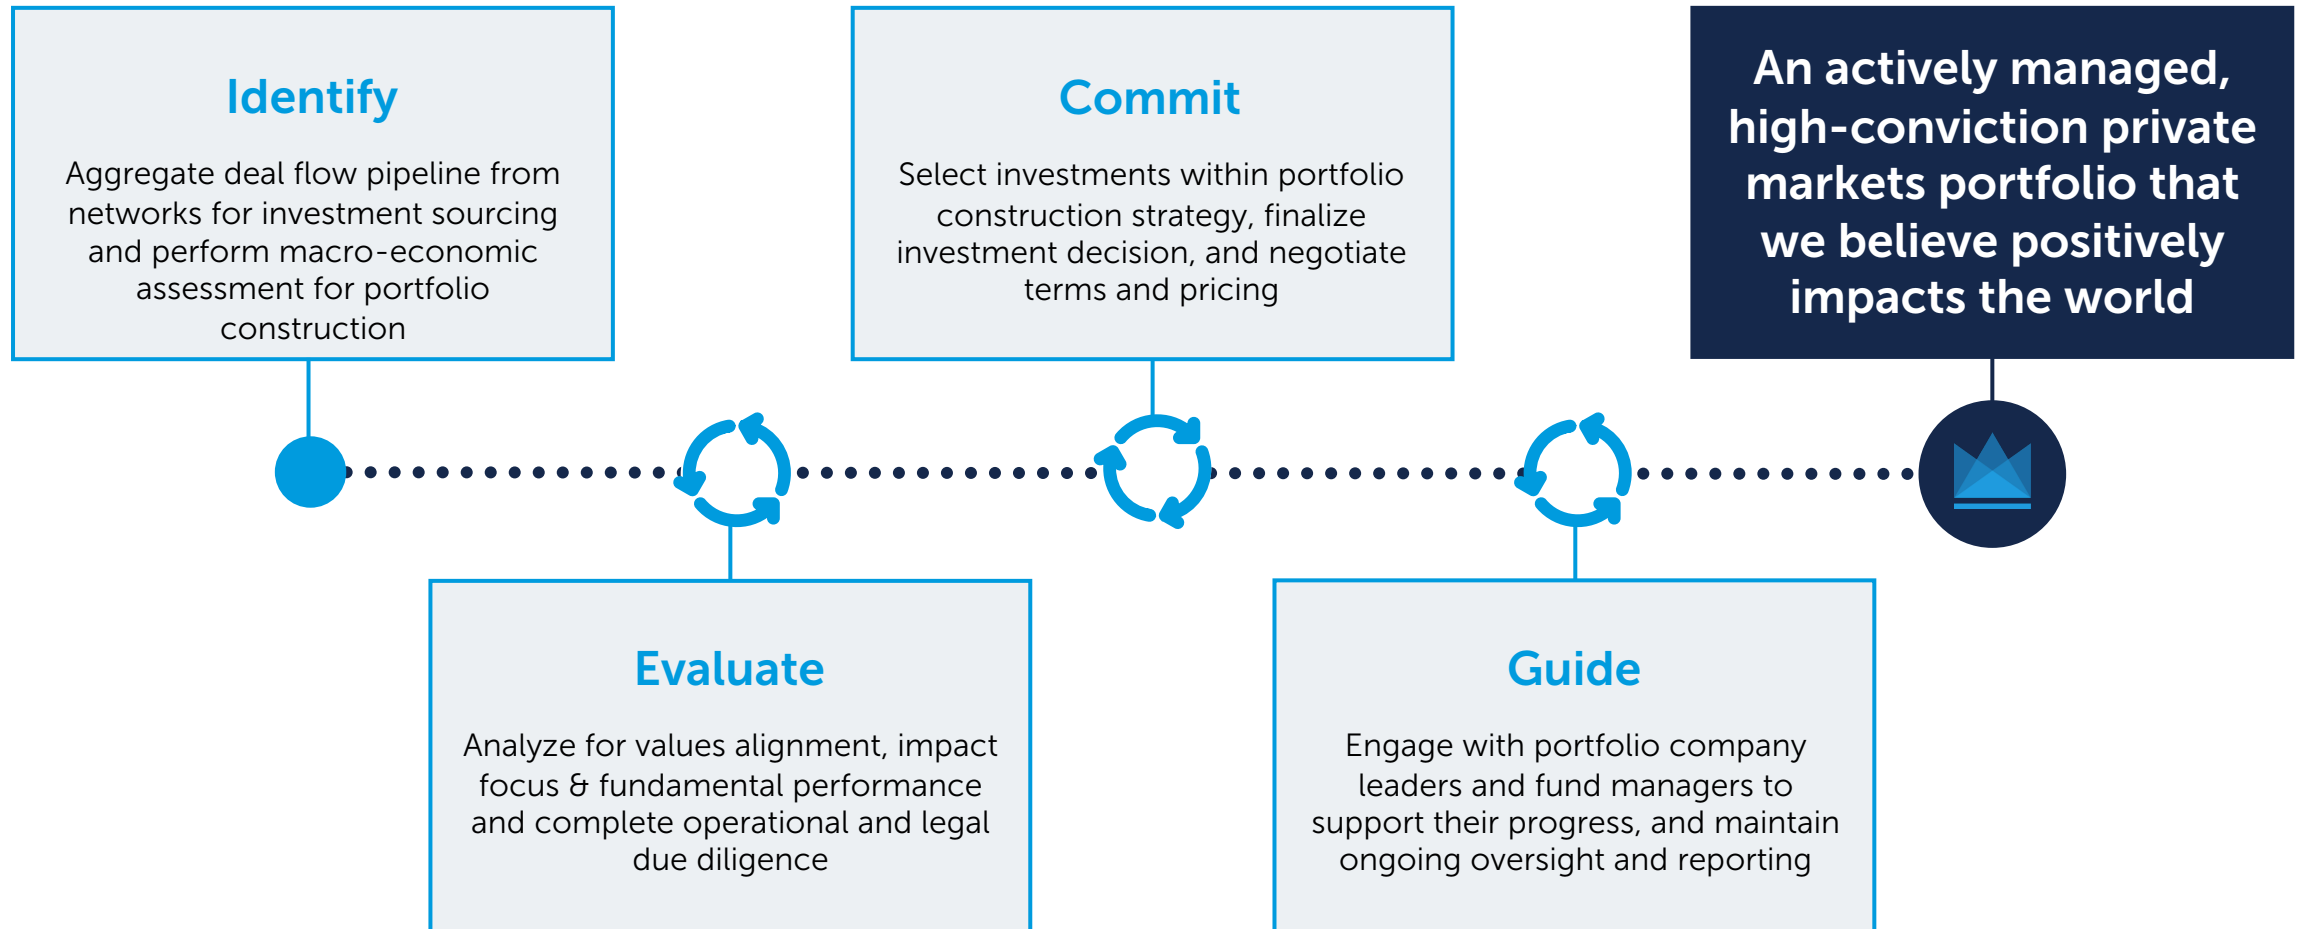 Identify
Aggregate deal flow pipeline from
networks for investment sourcing
and perform macro-economic
assessment for portfolio
construction
Evaluate
Analyze for values alignment, impact
focus & fundamental performance
and complete operational and legal
due diligence
Commit
Select investments within portfolio
construction strategy, finalize
investment decision, and negotiate
terms and pricing
Guide
Engage with portfolio company
leaders and fund managers to
support their progress, and maintain
ongoing oversight and reporting
An actively managed,
high-conviction private
markets portfolio that
we believe positively
impacts the world